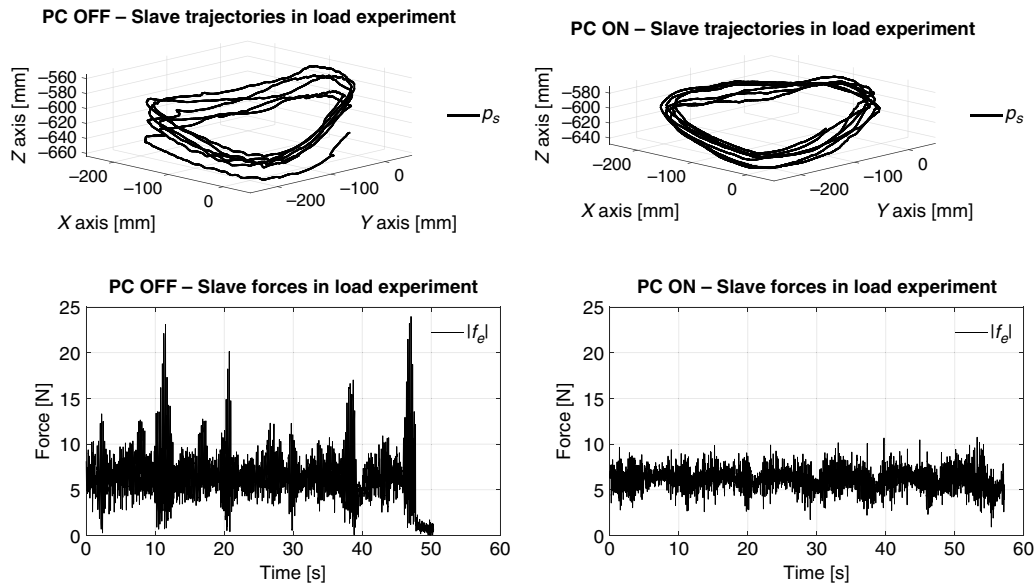 PC OFF – Slave trajectories in load experiment
Z axis [mm]
–560
–580
–600
–620
–640
–660
–200
–100
0
X axis [mm]
–200
–100
0
Y axis [mm]
pₛ
PC ON – Slave trajectories in load experiment
Z axis [mm]
–580
–600
–620
–640
–200
–100
0
X axis [mm]
–200
–100
0
Y axis [mm]
pₛ
PC OFF – Slave forces in load experiment
Force [N]
25
20
15
10
5
0
0 10 20 30 40 50 60
Time [s]
|fₑ|
PC ON – Slave forces in load experiment
Force [N]
25
20
15
10
5
0
0 10 20 30 40 50 60
Time [s]
|fₑ|